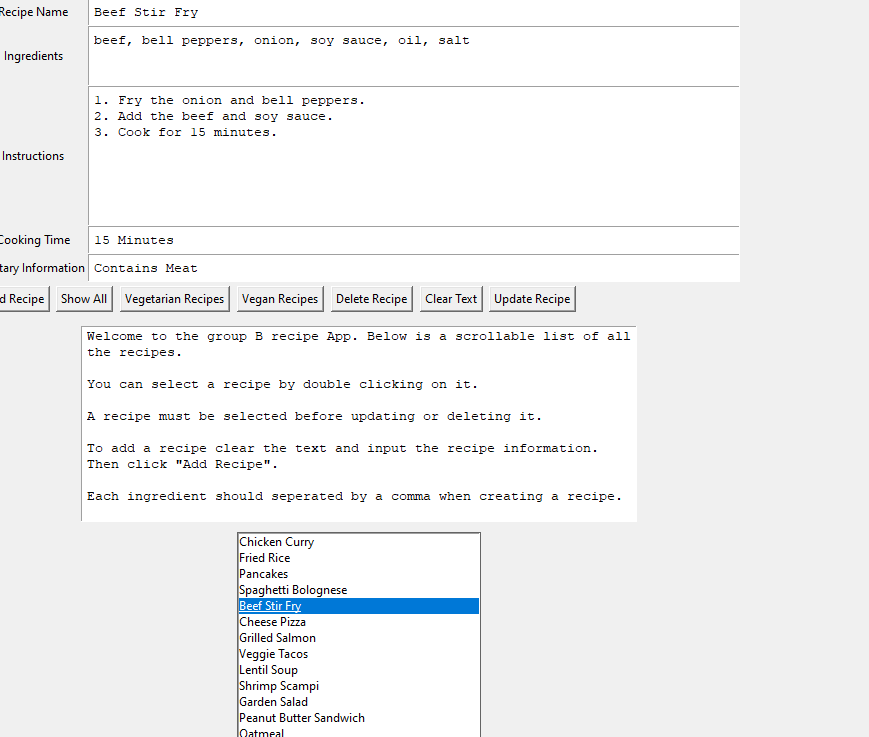 Recipe Name
Beef Stir Fry
Ingredients
beef, bell peppers, onion, soy sauce, oil, salt
Instructions
1. Fry the onion and bell peppers.
2. Add the beef and soy sauce.
3. Cook for 15 minutes.
Cooking Time
15 Minutes
tary Information
Contains Meat
d Recipe
Show All
Vegetarian Recipes
Vegan Recipes
Delete Recipe
Clear Text
Update Recipe
Welcome to the group B recipe App. Below is a scrollable list of all
the recipes.
You can select a recipe by double clicking on it.
A recipe must be selected before updating or deleting it.
To add a recipe clear the text and input the recipe information.
Then click "Add Recipe".
Each ingredient should seperated by a comma when creating a recipe.
Chicken Curry
Fried Rice
Pancakes
Spaghetti Bolognese
Beef Stir Fry
Cheese Pizza
Grilled Salmon
Veggie Tacos
Lentil Soup
Shrimp Scampi
Garden Salad
Peanut Butter Sandwich
Oatmeal